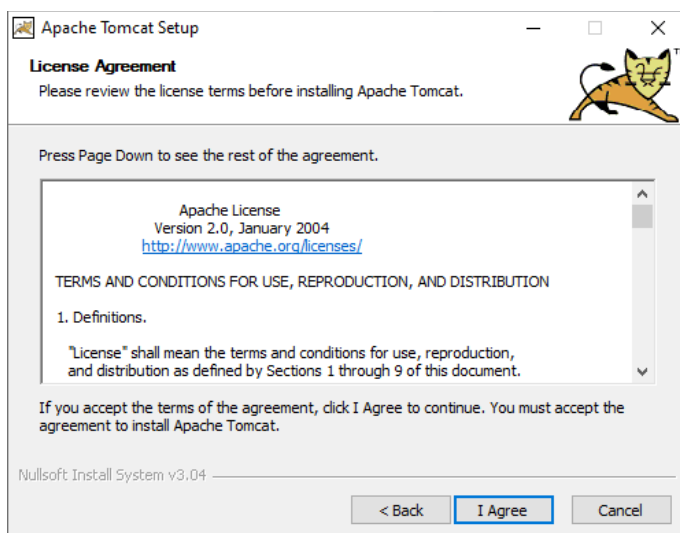 Apache Tomcat Setup
License Agreement
Please review the license terms before installing Apache Tomcat.
TM
Press Page Down to see the rest of the agreement.
Apache License
Version 2.0, January 2004
http://www.apache.org/licenses/
TERMS AND CONDITIONS FOR USE, REPRODUCTION, AND DISTRIBUTION
1. Definitions.
"License" shall mean the terms and conditions for use, reproduction,
and distribution as defined by Sections 1 through 9 of this document.
If you accept the terms of the agreement, click I Agree to continue. You must accept the
agreement to install Apache Tomcat.
Nullsoft Install System v3.04
< Back I Agree Cancel